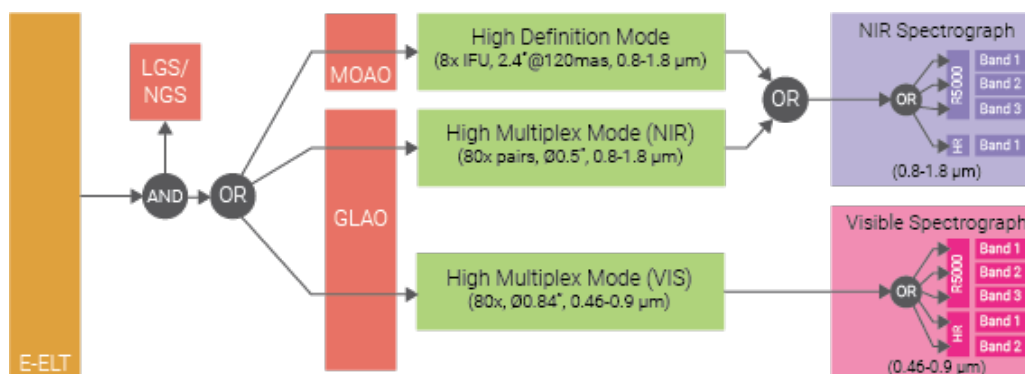 E-ELT
LGS/
NGS
AND
OR
MOAO
GLAO
High Definition Mode
(8x IFU, 2.4"@120mas, 0.8-1.8 µm)
High Multiplex Mode (NIR)
(80x pairs, Ø0.5", 0.8-1.8 µm)
High Multiplex Mode (VIS)
(80x, Ø0.84", 0.46-0.9 µm)
OR
NIR Spectrograph
OR
R5000
Band 1
Band 2
Band 3
HR
Band 1
(0.8-1.8 µm)
Visible Spectrograph
OR
R5000
Band 1
Band 2
Band 3
HR
Band 1
Band 2
(0.46-0.9 µm)